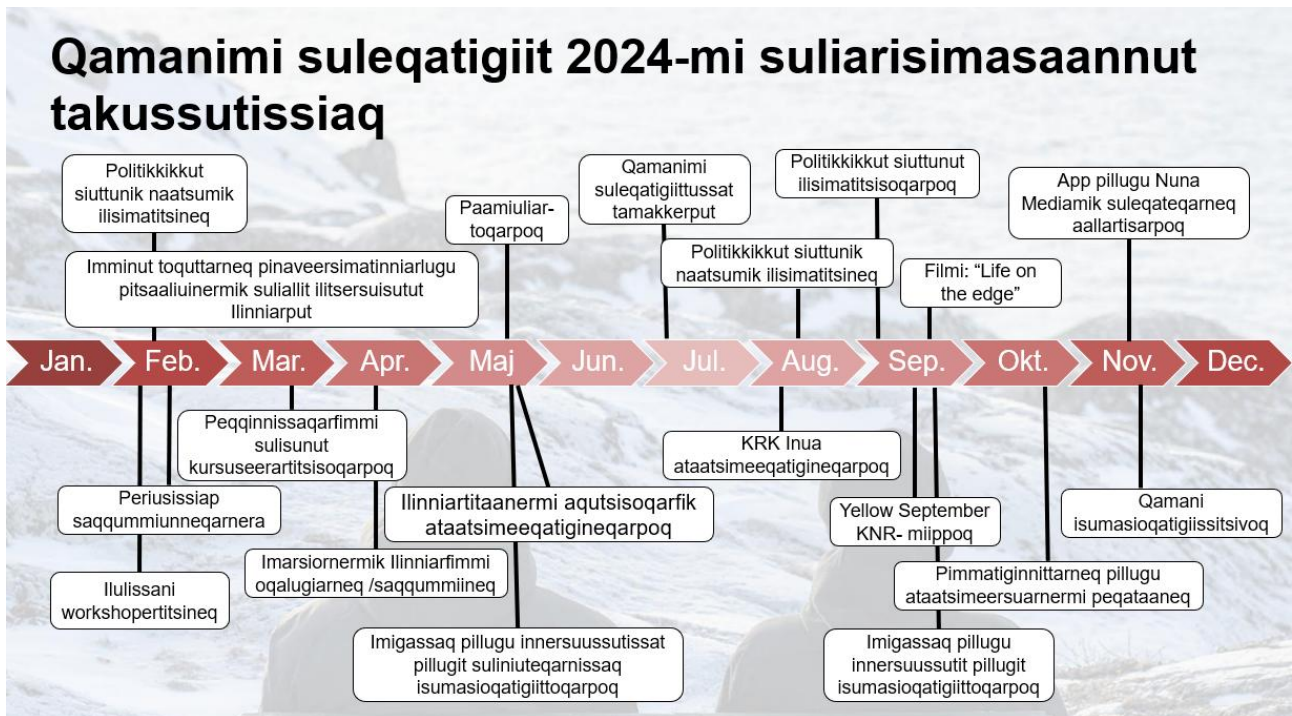 Qamanimi suleqatigiit 2024-mi suliarisimasaannut
takussutissiaq
Politikkikkut
siuttunik naatsumik
ilisimatitsineq
Imminut toquttarneq pinaveersimatinniarlugu
pitsaaliuinermik suliallit ilitsersuisutut
Ilinniarput
Paamiuliar-
toqarpoq
Qamanimi
suleqatigiittussat
tamakkerput
Politikkikkut siuttunik
naatsumik ilisimatitsineq
Politikkikkut siuttunut
ilisimatitsisoqarpoq
Filmi: “Life on
the edge”
App pillugu Nuna
Mediamik suleqateqarneq
aallartisarpoq
Jan.
Feb.
Mar.
Apr.
Maj
Jun.
Jul.
Aug.
Sep.
Okt.
Nov.
Dec.
Periusissiap
saqqummiunneqarnera
Ilulissani
workshopertitsineq
Peqqinnissaqarfimmi
sulisunut
kursuseerartitsisoqarpoq
Imarsiornermik Ilinniarfimmi
oqalugiarneq /saqqummiineq
Ilinniartitaanermi aqutsisoqarfik
ataatsimeeqatigineqarpoq
Imigassaq pillugu innersuussutissat
pillugit suliniuteqarnissaq
isumasioqatigiittoqarpoq
KRK Inua
ataatsimeeqatigineqarpoq
Yellow September
KNR- miippoq
Imigassaq pillugu
innersuussutit pillugit
isumasioqatigiittoqarpoq
Pimmatiginnittarneq pillugu
ataatsimeersuarnermi peqataaneq
Qamani
isumasioqatigiissitsivoq